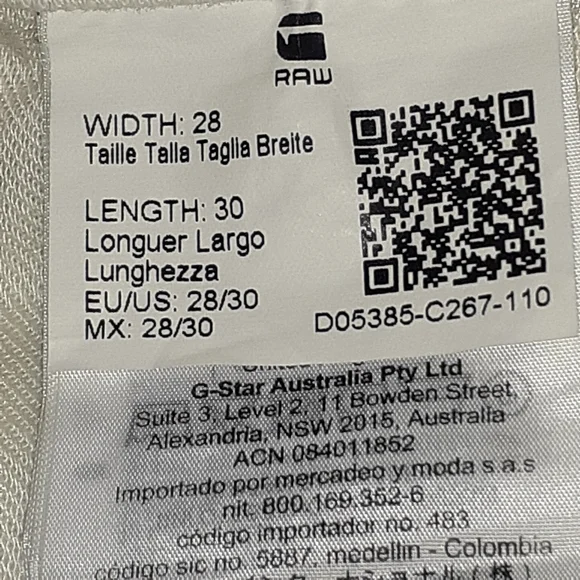 RAW
WIDTH: 28
Taille Talla Taglia Breite
LENGTH: 30
Longuer Largo
Lunghezza
EU/US: 28/30
MX: 28/30
D05385-C267-110
G-Star Australia Pty Ltd
Suite 3, Level 2, 11 Bowden Street,
Alexandria, NSW 2015, Australia
ACN 084011852
Importado por mercadeo y moda s.a.s
nit. 800.169.352-6
código importador no. 483
código sic no. 5887, medellin - Colombia